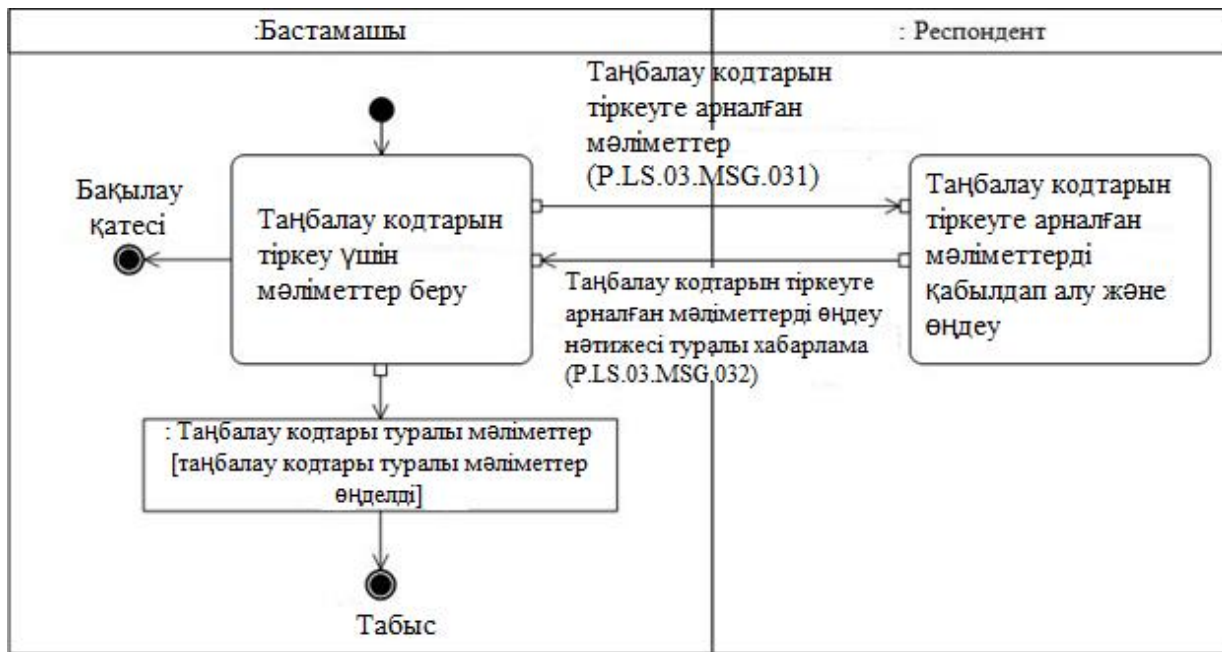 :Бастамашы
: Респондент
Таңбалау кодтарын
тіркеуге арналған
мәліметтер
(P.LS.03.MSG.031)
Бақылау
қатесі
Таңбалау кодтарын
тіркеу үшін
мәліметтер беру
Таңбалау кодтарын
тіркеуге арналған
мәліметтерді
қабылдап алу және
өңдеу
Таңбалау кодтарын тіркеуге
арналған мәліметтерді өңдеу
нәтижесі туралы хабарлама
(P.LS.03.MSG.032)
: Таңбалау кодтары туралы мәліметтер
[таңбалау кодтары туралы мәліметтер
өңделді]
Табыс